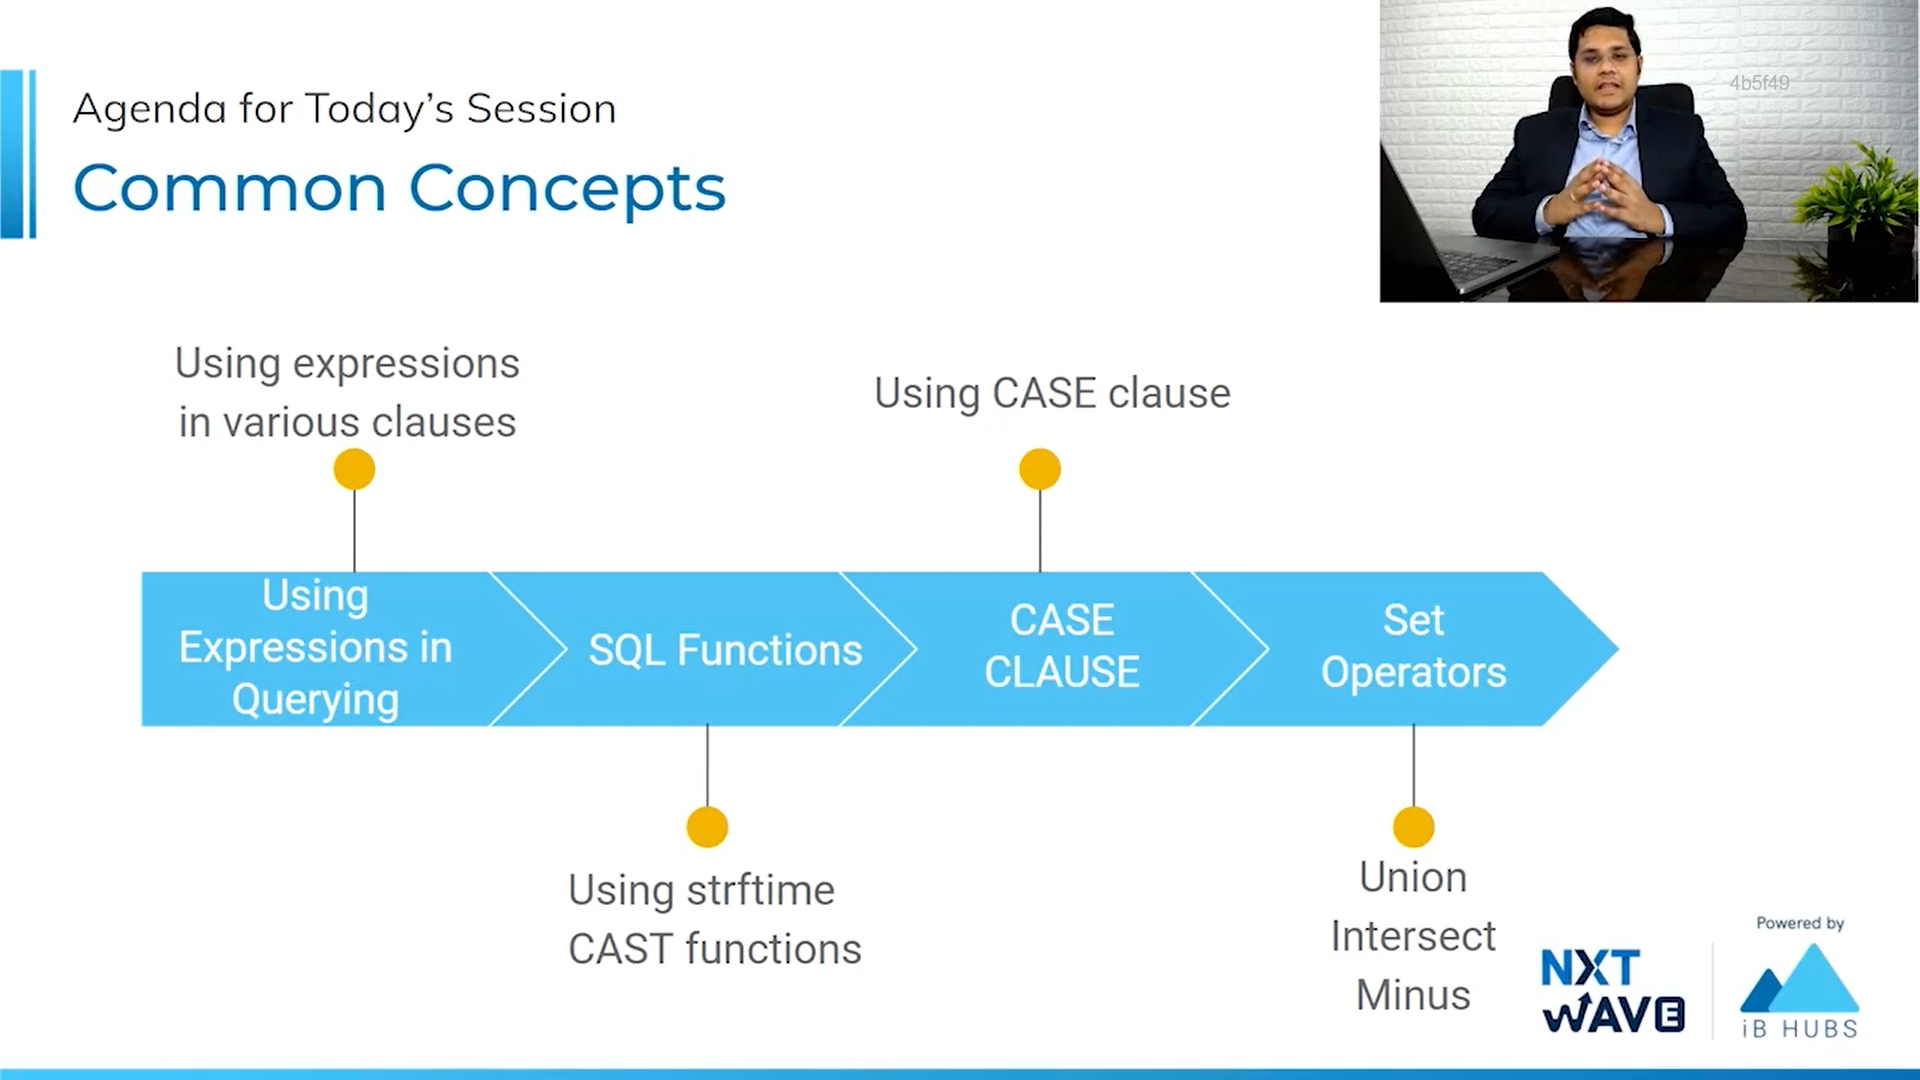 Agenda for Today's Session
Common Concepts
4b5f49
Using expressions
in various clauses
Using CASE clause
Using
Expressions in
Querying
SQL Functions
CASE
CLAUSE
Set
Operators
Using strftime
CAST functions
Union
Intersect
Minus
Powered by
NXT
WAVE
iB HUBS